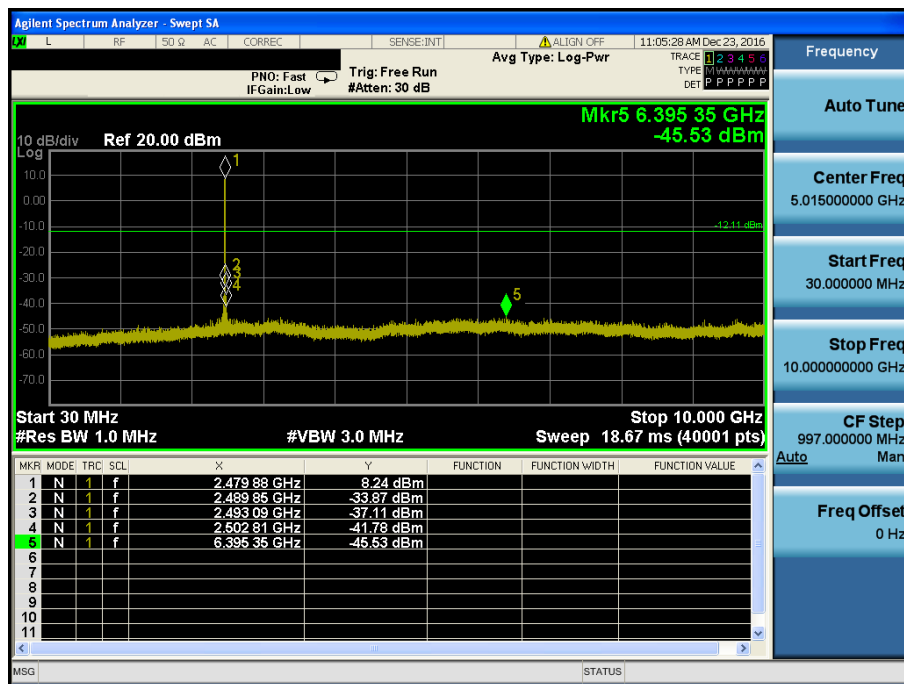 Agilent Spectrum Analyzer - Swept SA
LXI L RF 50 Ω AC CORREC SENSE:INT ALIGN OFF 11:05:28 AM Dec 23, 2016
Avg Type: Log-Pwr
TRACE 1 2 3 4 5 6
PNO: Fast Trig: Free Run
TYPE M WWWWW
IFGain:Low #Atten: 30 dB
DET P P P P P P
Mkr5 6.395 35 GHz
-45.53 dBm
10 dB/div Ref 20.00 dBm
Log
10.0
0.00
-10.0
-20.0
-30.0
-40.0
-50.0
-60.0
-70.0
1
-12.11 dBm
2
3
4
5
Start 30 MHz Stop 10.000 GHz
#Res BW 1.0 MHz #VBW 3.0 MHz Sweep 18.67 ms (40001 pts)
MKR MODE TRC SCL X Y FUNCTION FUNCTION WIDTH FUNCTION VALUE
1 N 1 f 2.479 88 GHz 8.24 dBm
2 N 1 f 2.489 85 GHz -33.87 dBm
3 N 1 f 2.493 09 GHz -37.11 dBm
4 N 1 f 2.502 81 GHz -41.78 dBm
5 N 1 f 6.395 35 GHz -45.53 dBm
6
7
8
9
10
11
MSG STATUS
Frequency
Auto Tune
Center Freq
5.015000000 GHz
Start Freq
30.000000 MHz
Stop Freq
10.000000000 GHz
CF Step
997.000000 MHz
Auto Man
Freq Offset
0 Hz